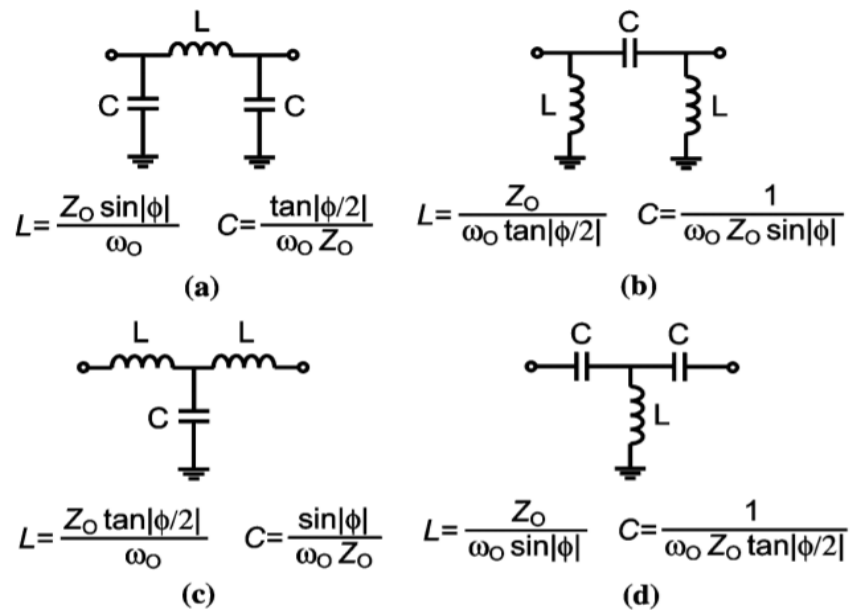 L
C C
C
L L
L=Z_O sin|ϕ|/ω_O C=tan|ϕ/2|/ω_O Z_O
L=Z_O/ω_O tan|ϕ/2| C=1/ω_O Z_O sin|ϕ|
(a)
(b)
L L
C
C C
L
L=Z_O tan|ϕ/2|/ω_O C=sin|ϕ|/ω_O Z_O
L=Z_O/ω_O sin|ϕ| C=1/ω_O Z_O tan|ϕ/2|
(c)
(d)